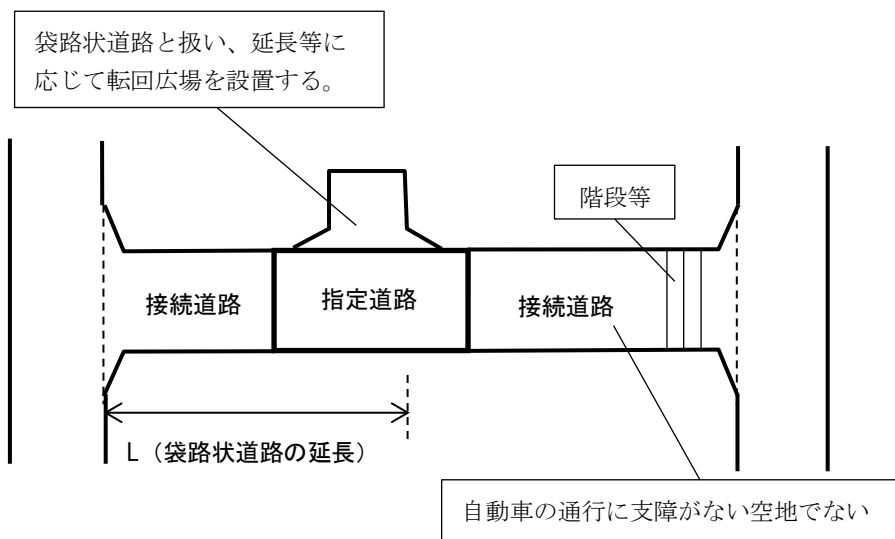 袋路状道路と扱い、延長等に
応じて転回広場を設置する。
階段等
接続道路
指定道路
接続道路
L（袋路状道路の延長）
自動車の通行に支障がない空地でない